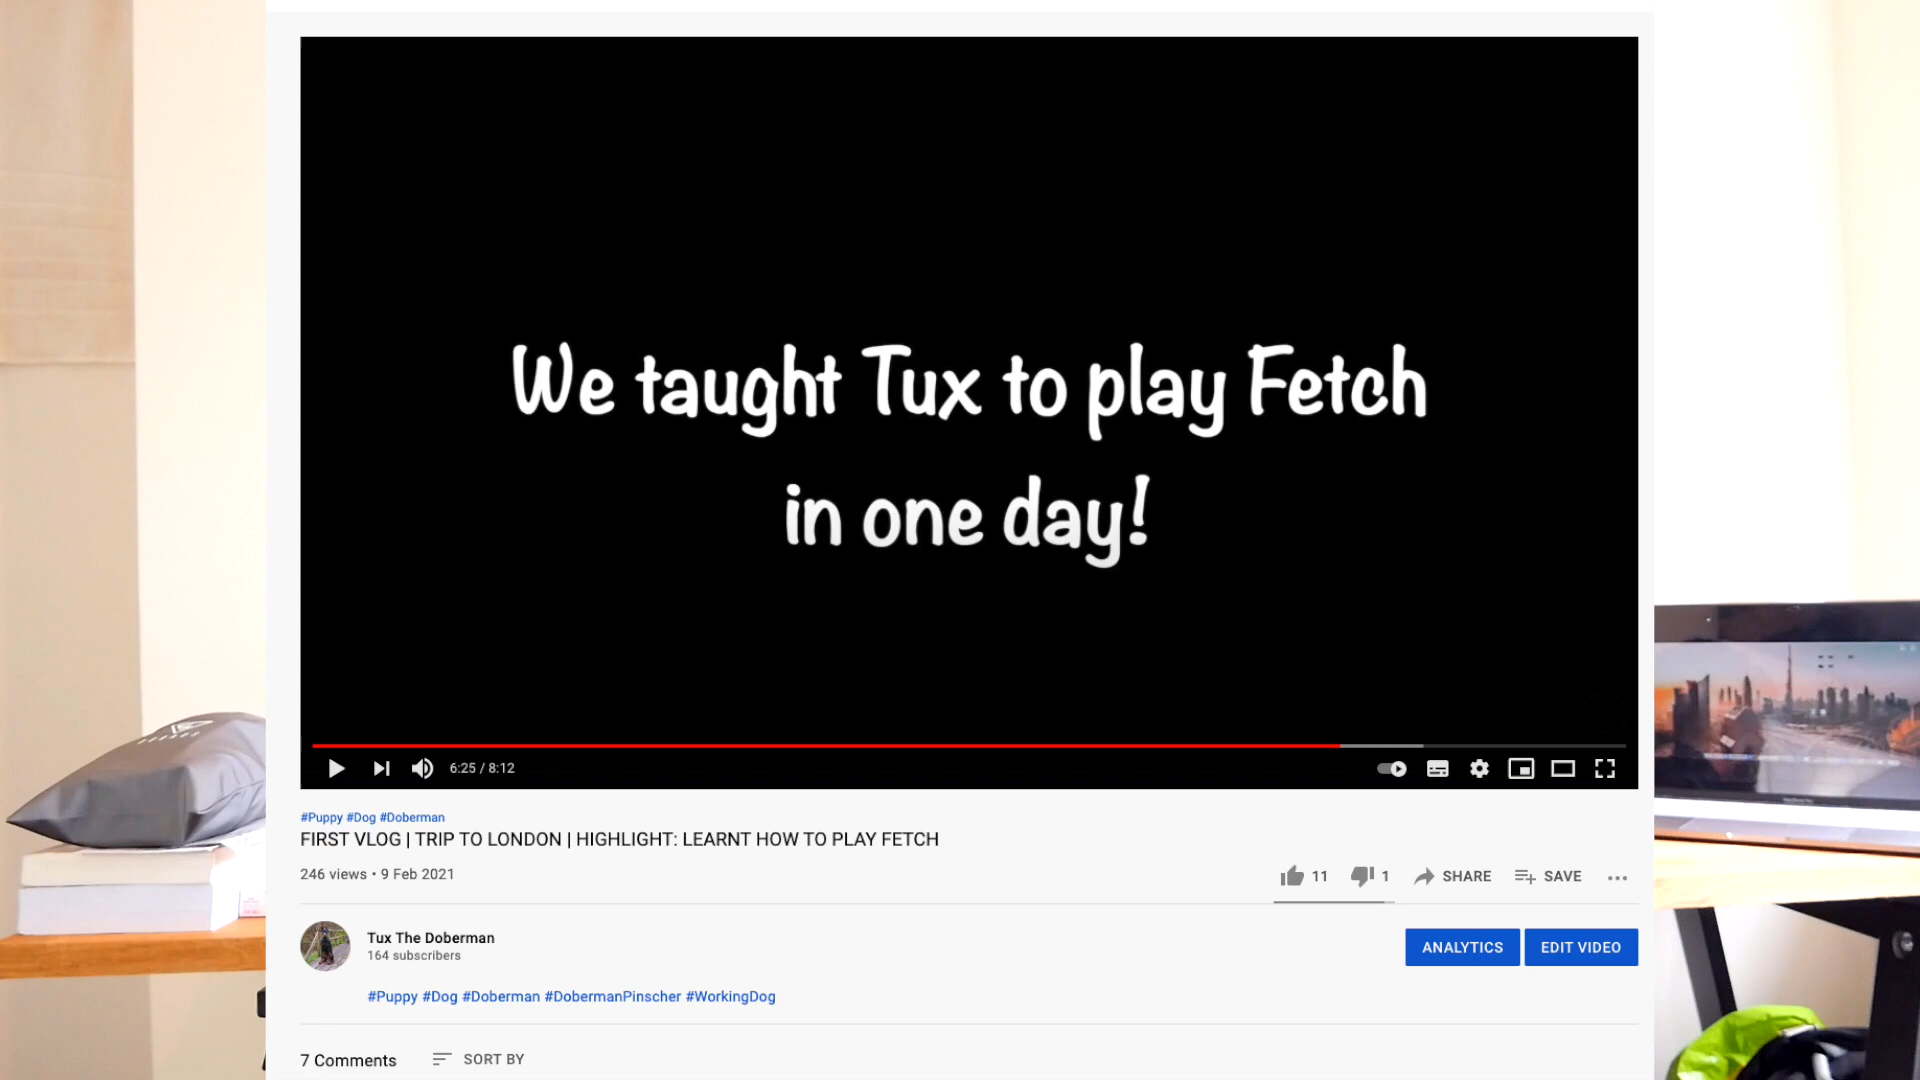 We taught Tux to play Fetch
in one day!
6:25 / 8:12
#Puppy #Dog #Doberman
FIRST VLOG | TRIP TO LONDON | HIGHLIGHT: LEARNT HOW TO PLAY FETCH
246 views • 9 Feb 2021
11 1 SHARE SAVE
Tux The Doberman
164 subscribers
ANALYTICS EDIT VIDEO
#Puppy #Dog #Doberman #DobermanPinscher #WorkingDog
7 Comments SORT BY